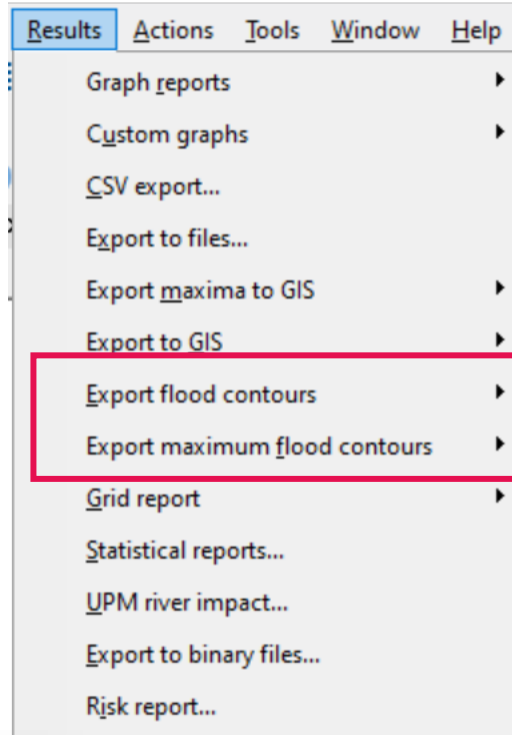 Results Actions Tools Window Help
Graph reports
Custom graphs
CSV export...
Export to files...
Export maxima to GIS
Export to GIS
Export flood contours
Export maximum flood contours
Grid report
Statistical reports...
UPM river impact...
Export to binary files...
Risk report...